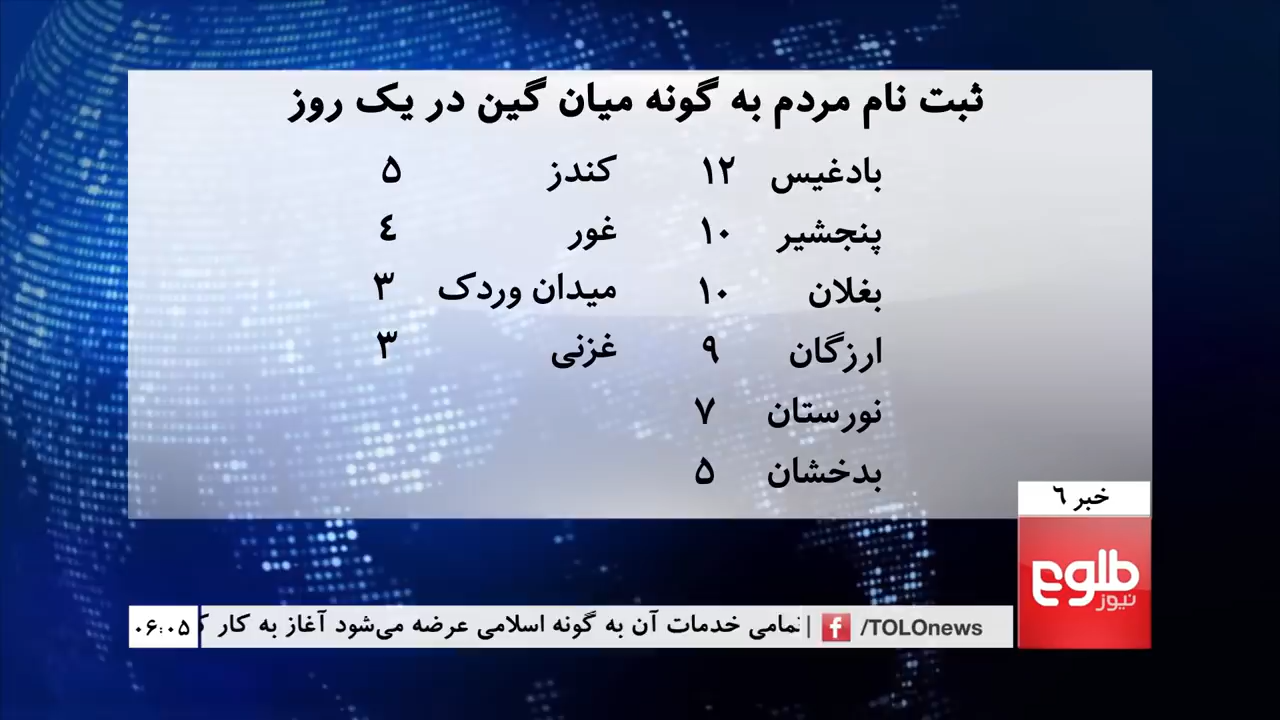 ثبت نام مردم به گونه میان گین در یک روز
بادغیس ۱۲ کندز ۵
پنجشیر ۱۰ غور ٤
بغلان ۱۰ میدان وردک ۳
ارزگان ۹ غزنی ۳
نورستان ۷
بدخشان ۵
خبر ٦
طلوع
نیوز
/TOLOnews | تمامی خدمات آن به گونه اسلامی عرضه می‌شود آغاز به کار
۰۶:۰۵